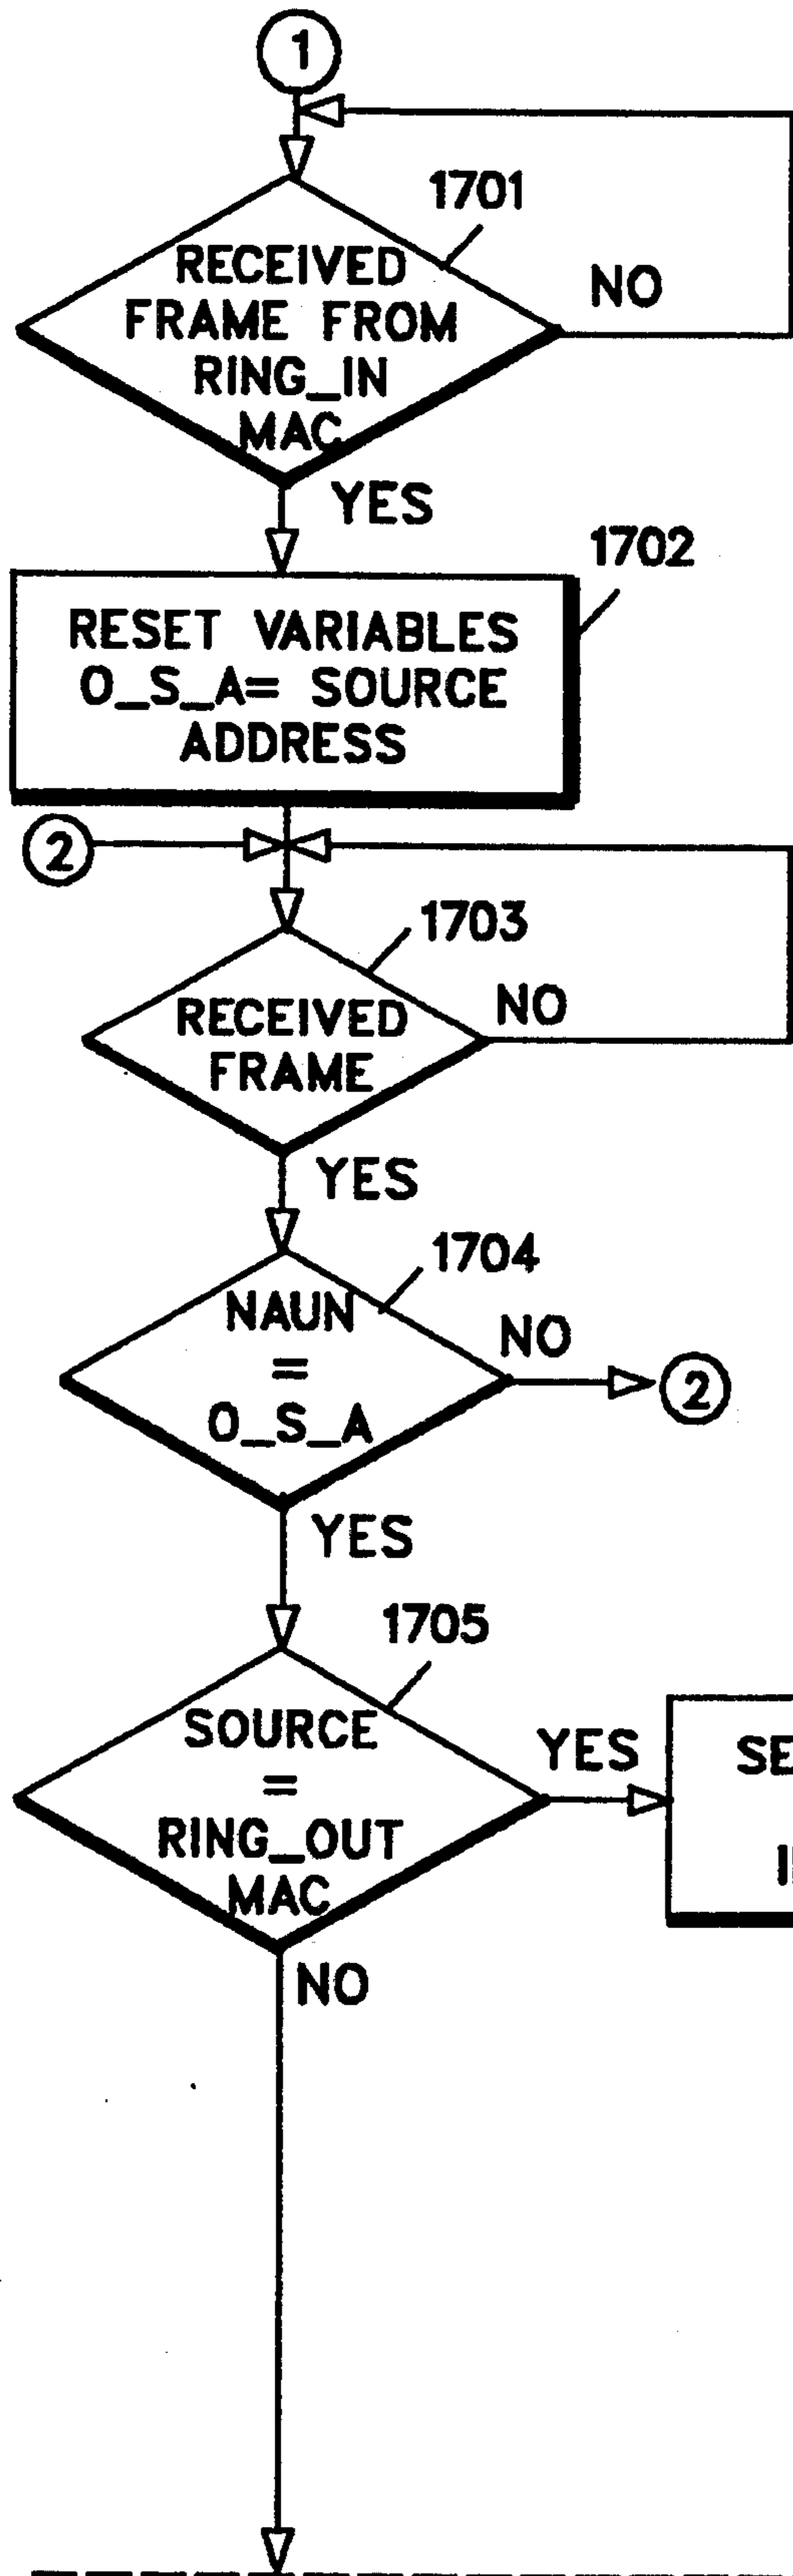 1
1701
RECEIVED
FRAME FROM
RING_IN
MAC
NO
YES
1702
RESET VARIABLES
O_S_A= SOURCE
ADDRESS
2
1703
RECEIVED
FRAME
NO
YES
1704
NAUN
=
O_S_A
NO
2
YES
1705
SOURCE
=
RING_OUT
MAC
YES
NO